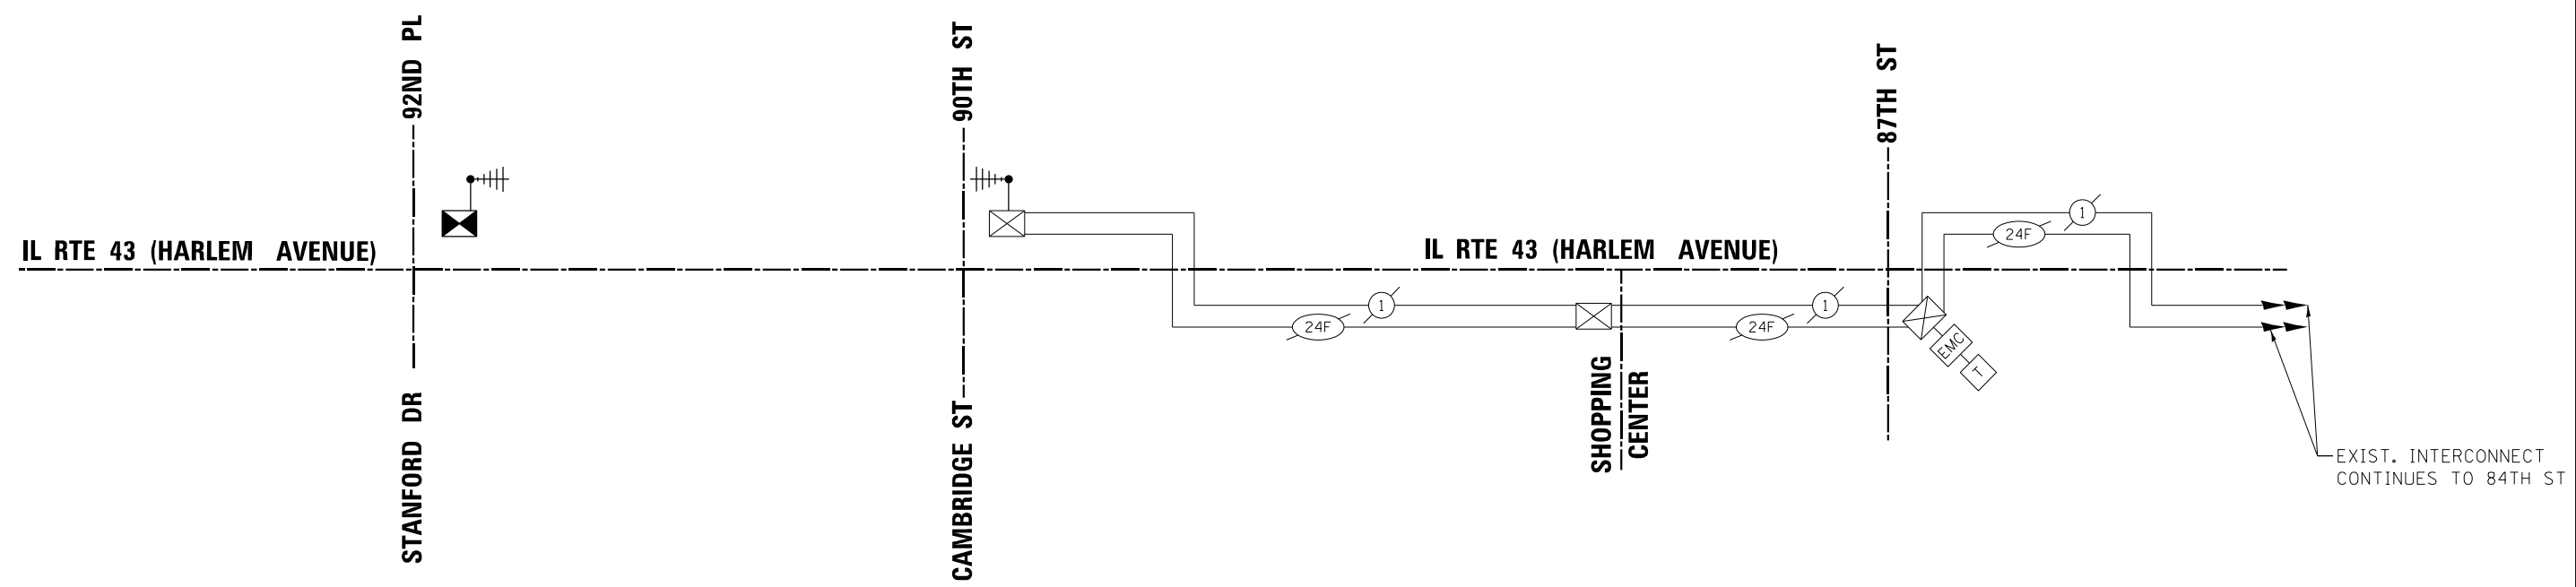 92ND PL
90TH ST
87TH ST
IL RTE 43 (HARLEM AVENUE)
IL RTE 43 (HARLEM AVENUE)
1
24F
1
24F
1
24F
EMC
T
STANFORD DR
CAMBRIDGE ST
SHOPPING
CENTER
EXIST. INTERCONNECT
CONTINUES TO 84TH ST